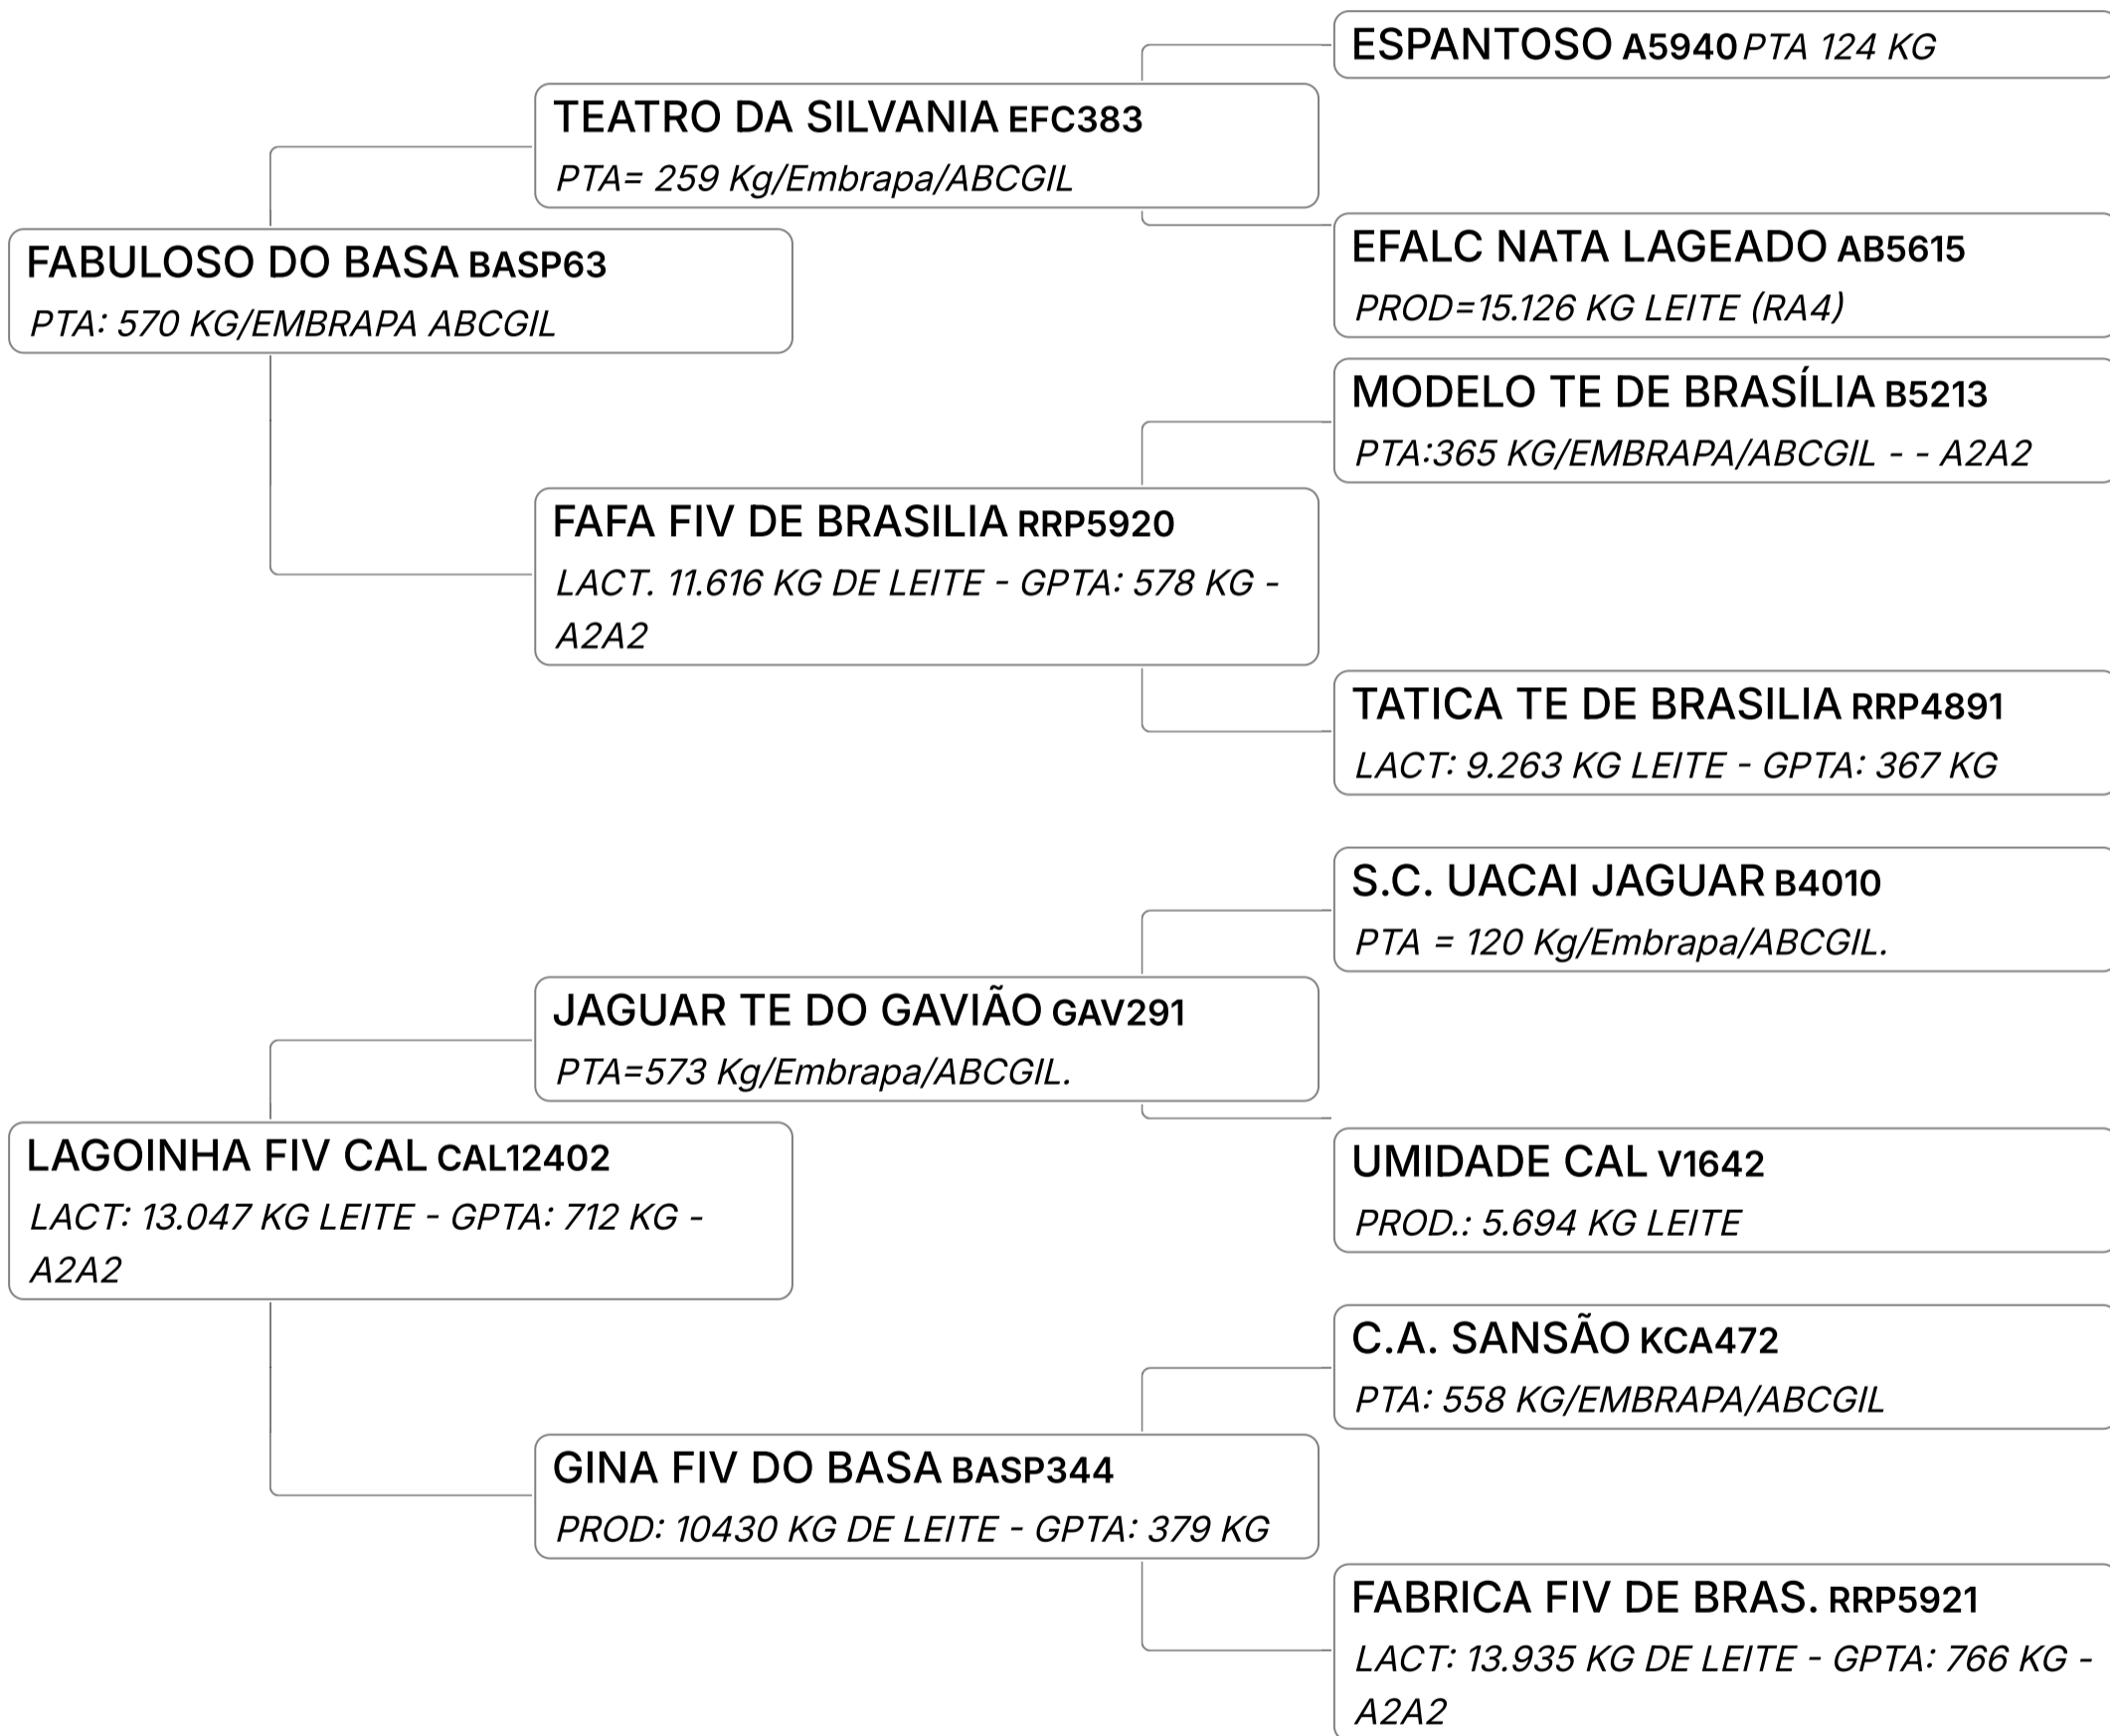 ESPANTOSO A5940 PTA 124 KG
TEATRO DA SILVANIA EFC383
PTA= 259 Kg/Embrapa/ABCGIL
EFALC NATA LAGEADO AB5615
PROD=15.126 KG LEITE (RA4)
FABULOSO DO BASA BASP63
PTA: 570 KG/EMBRAPA ABCGIL
MODELO TE DE BRASÍLIA B5213
PTA:365 KG/EMBRAPA/ABCGIL - - A2A2
FAFA FIV DE BRASILIA RRP5920
LACT. 11.616 KG DE LEITE - GPTA: 578 KG -
A2A2
TATICA TE DE BRASILIA RRP4891
LACT: 9.263 KG LEITE - GPTA: 367 KG
S.C. UACAI JAGUAR B4010
PTA = 120 Kg/Embrapa/ABCGIL.
JAGUAR TE DO GAVIÃO GAV291
PTA=573 Kg/Embrapa/ABCGIL.
UMIDADE CAL V1642
PROD.: 5.694 KG LEITE
LAGOINHA FIV CAL CAL12402
LACT: 13.047 KG LEITE - GPTA: 712 KG -
A2A2
C.A. SANSÃO KCA472
PTA: 558 KG/EMBRAPA/ABCGIL
GINA FIV DO BASA BASP344
PROD: 10430 KG DE LEITE - GPTA: 379 KG
FABRICA FIV DE BRAS. RRP5921
LACT: 13.935 KG DE LEITE - GPTA: 766 KG -
A2A2